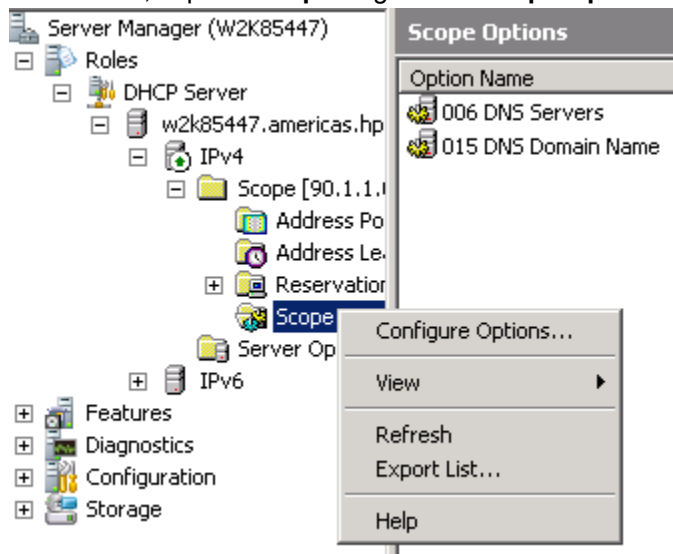 Server Manager (W2K85447)
Roles
DHCP Server
w2k85447.americas.hp
IPv4
Scope [90.1.1.
Address Po
Address Le
Reservation
Scope
Server Op
IPv6
Features
Diagnostics
Configuration
Storage
Scope Options
Option Name
006 DNS Servers
015 DNS Domain Name
Configure Options...
View
Refresh
Export List...
Help